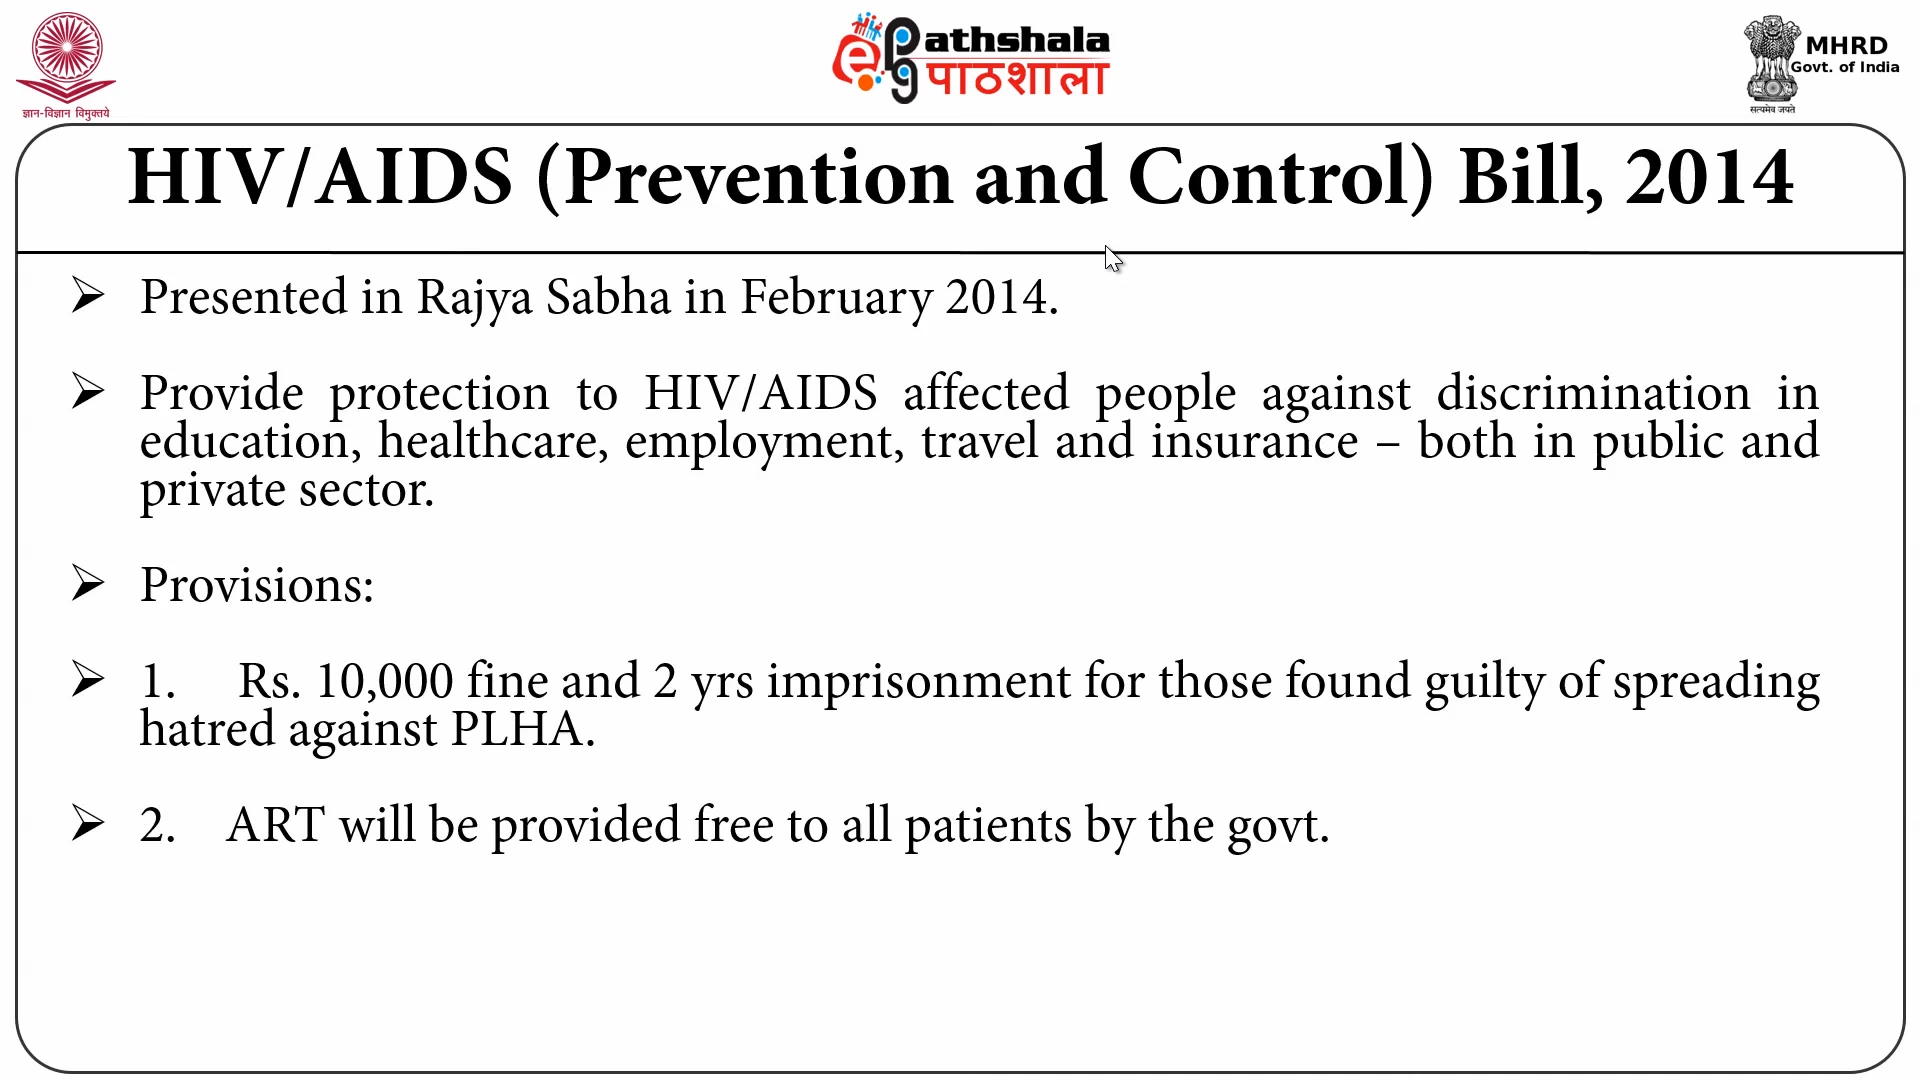 ज्ञान-विज्ञान विमुक्तये
e
PG
Pathshala
पाठशाला
सत्यमेव जयते
MHRD
Govt. of India
HIV/AIDS (Prevention and Control) Bill, 2014
➢ Presented in Rajya Sabha in February 2014.
➢ Provide protection to HIV/AIDS affected people against discrimination in
education, healthcare, employment, travel and insurance – both in public and
private sector.
➢ Provisions:
➢ 1. Rs. 10,000 fine and 2 yrs imprisonment for those found guilty of spreading
hatred against PLHA.
➢ 2. ART will be provided free to all patients by the govt.